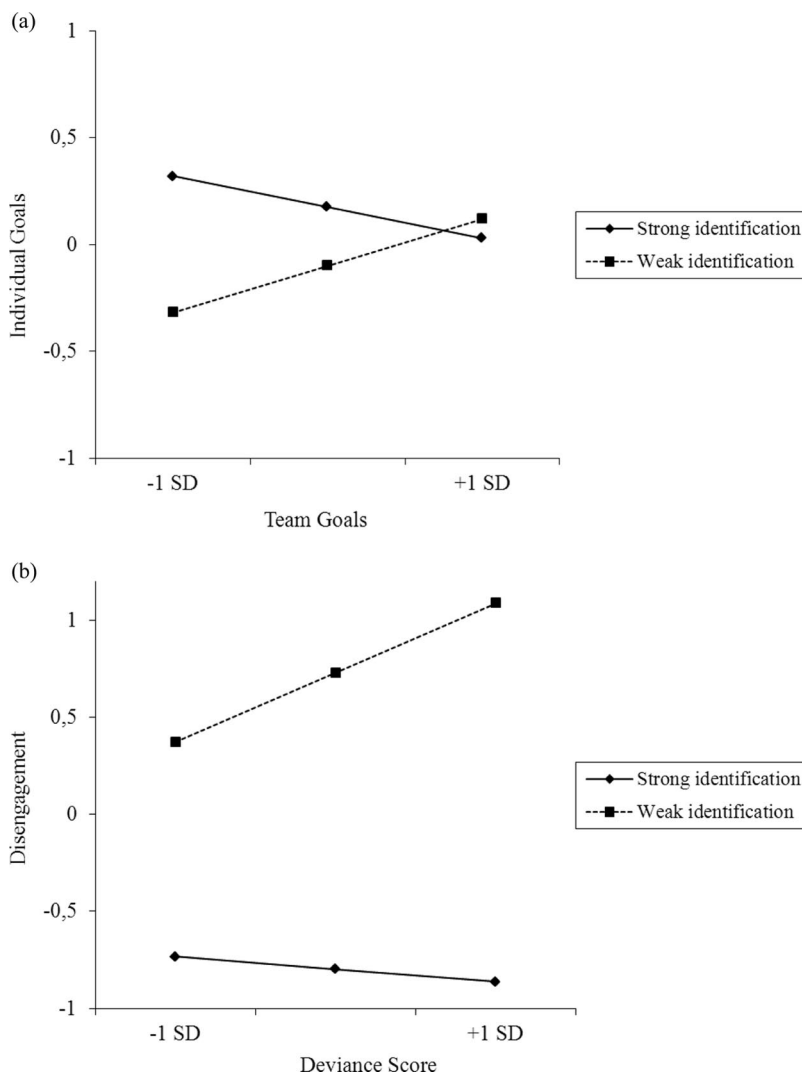 (a)
1
0,5
0
-0,5
-1
Individual Goals
-1 SD
+1 SD
Team Goals
Strong identification
Weak identification
(b)
1
0,5
0
-0,5
-1
Disengagement
-1 SD
+1 SD
Deviance Score
Strong identification
Weak identification